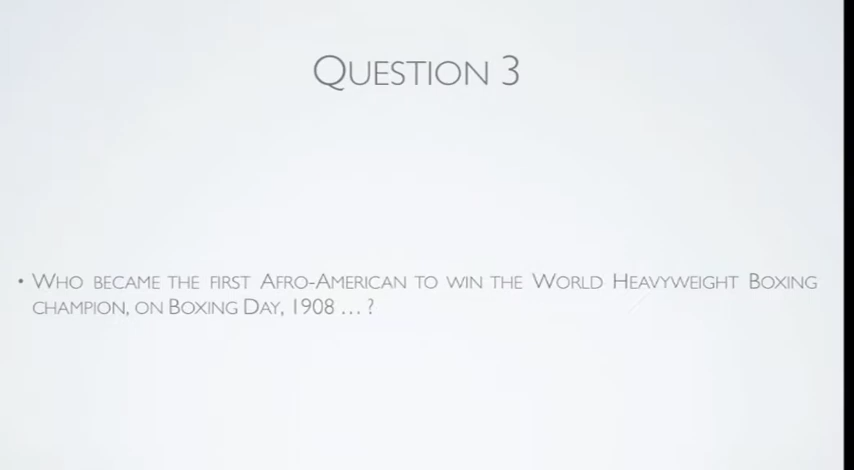 QUESTION 3
• WHO BECAME THE FIRST AFRO-AMERICAN TO WIN THE WORLD HEAVYWEIGHT BOXING
CHAMPION, ON BOXING DAY, 1908 ... ?